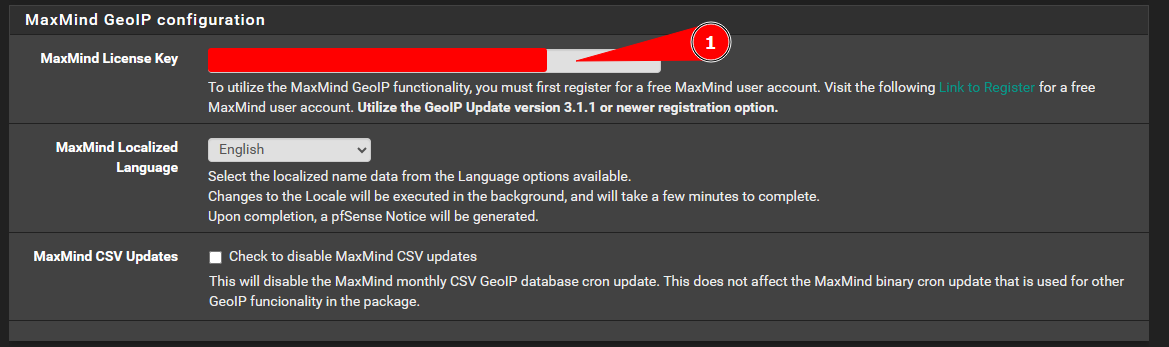 MaxMind GeoIP configuration
1
MaxMind License Key
To utilize the MaxMind GeoIP functionality, you must first register for a free MaxMind user account. Visit the following Link to Register for a free
MaxMind user account. Utilize the GeoIP Update version 3.1.1 or newer registration option.
MaxMind Localized
Language
English
Select the localized name data from the Language options available.
Changes to the Locale will be executed in the background, and will take a few minutes to complete.
Upon completion, a pfSense Notice will be generated.
MaxMind CSV Updates
Check to disable MaxMind CSV updates
This will disable the MaxMind monthly CSV GeoIP database cron update. This does not affect the MaxMind binary cron update that is used for other
GeoIP funcionality in the package.